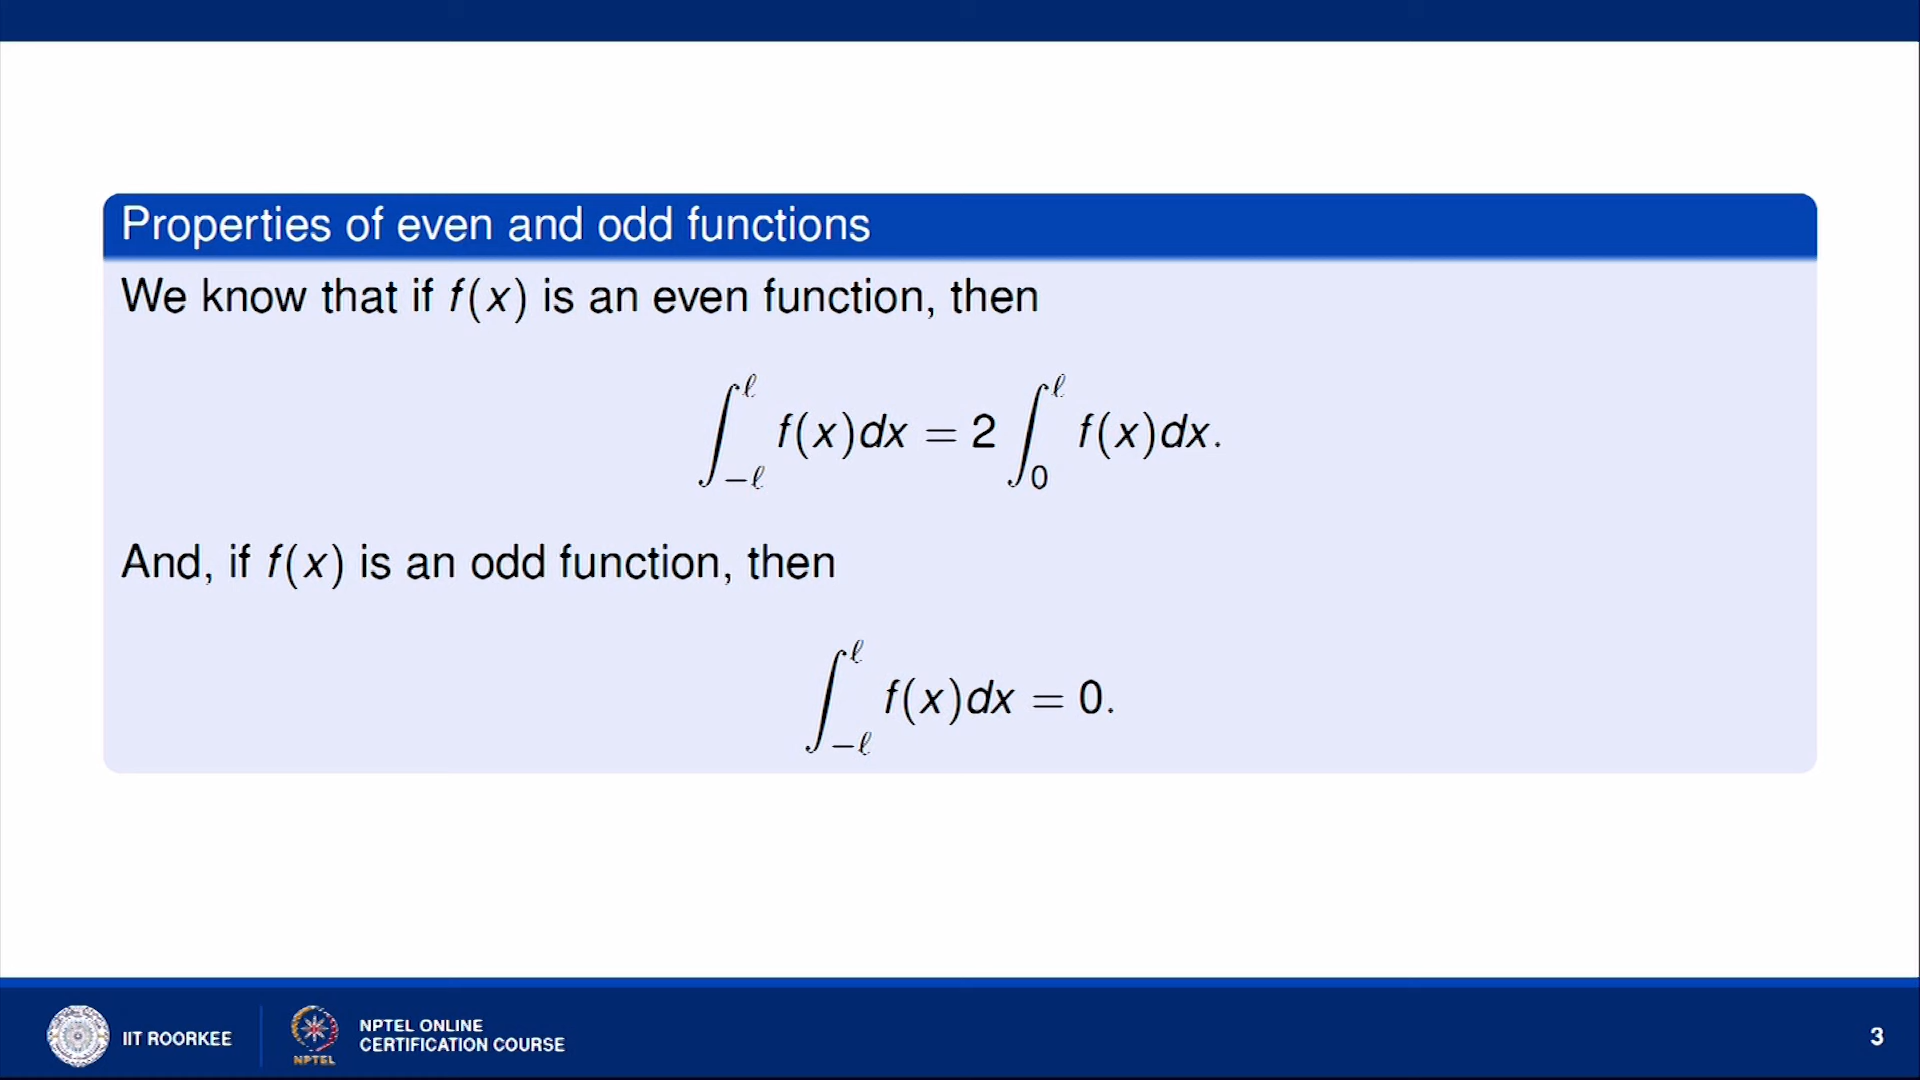 Properties of even and odd functions
We know that if f(x) is an even function, then
∫_{-ℓ}^{ℓ} f(x)dx = 2 ∫_{0}^{ℓ} f(x)dx.
And, if f(x) is an odd function, then
∫_{-ℓ}^{ℓ} f(x)dx = 0.
IIT ROORKEE
NPTEL
NPTEL ONLINE
CERTIFICATION COURSE
3